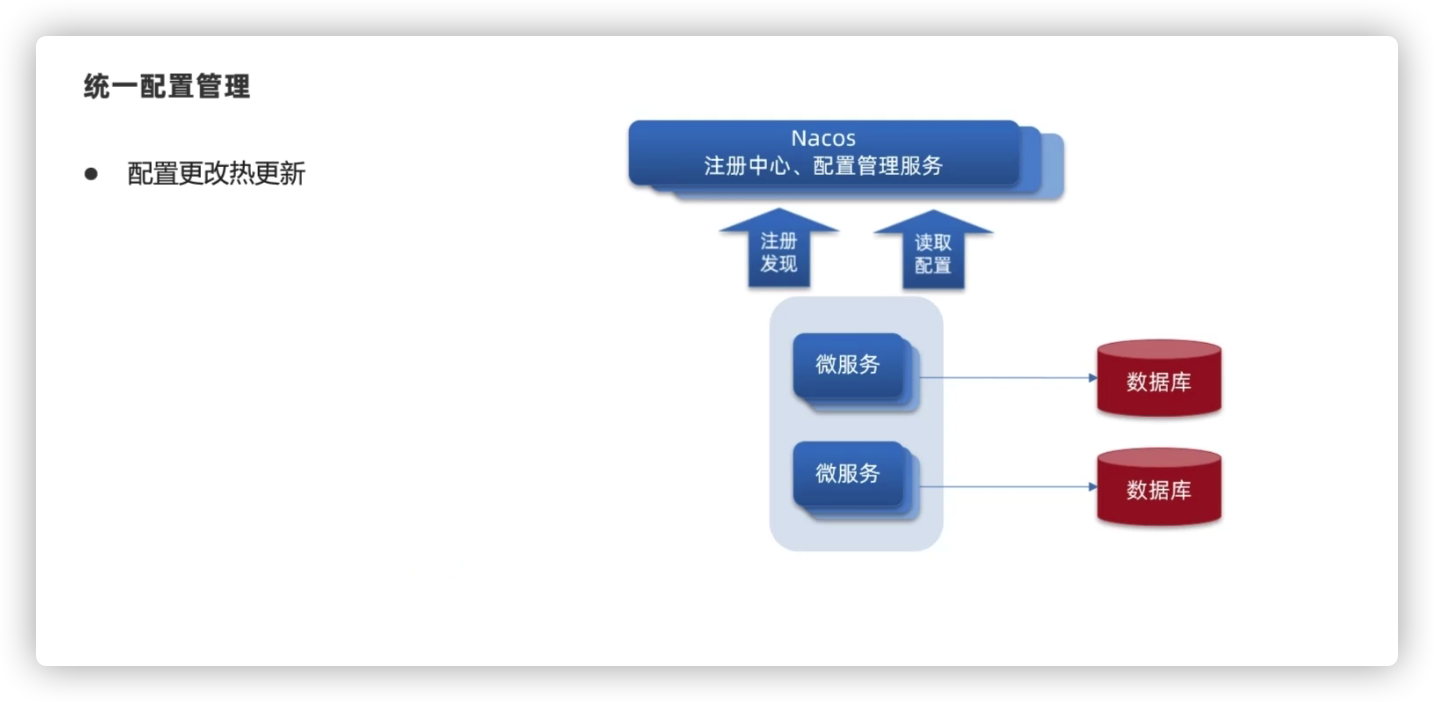 统一配置管理
● 配置更改热更新
Nacos
注册中心、配置管理服务
注册
发现
读取
配置
微服务
数据库
微服务
数据库